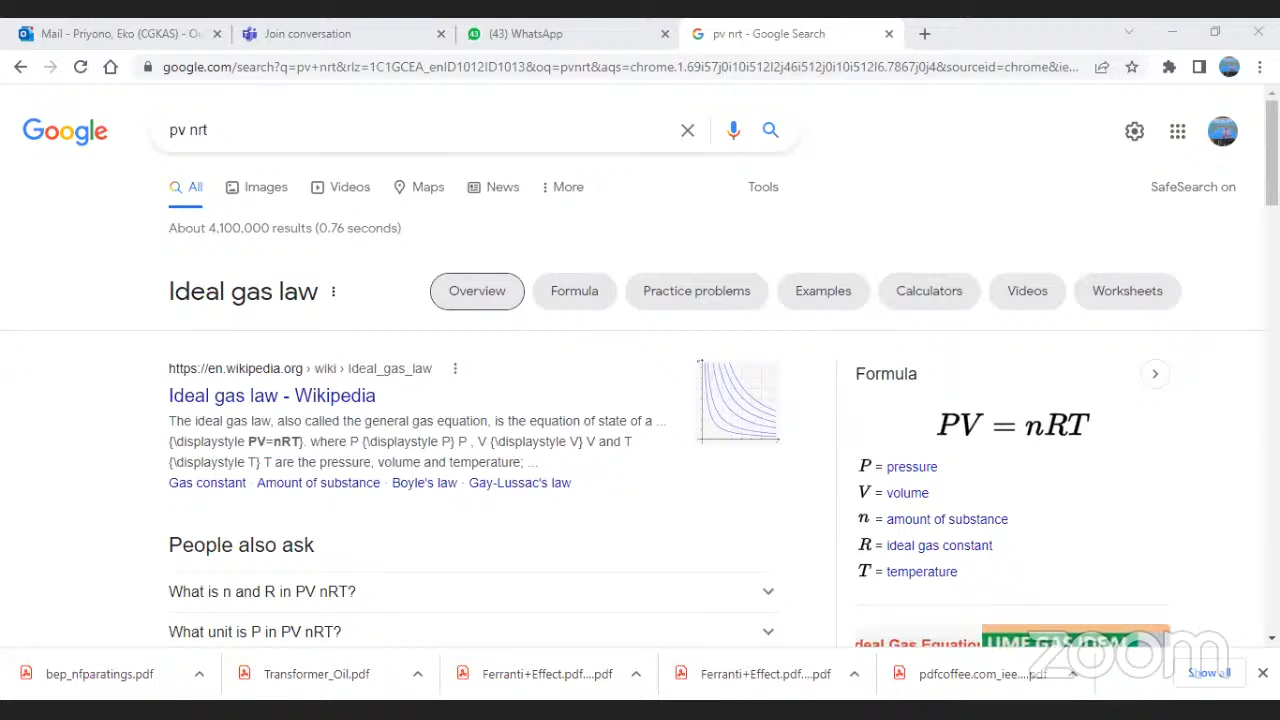 Mail - Priyono, Eko (CGKAS) - Ou
Join conversation
(43) WhatsApp
pv nrt - Google Search
google.com/search?q=pv+nrt&rlz=1C1GCEA_enID1012ID1013&oq=pvnrt&aqs=chrome.1.69i57j0i10i512l2j46i512j0i10i512l6.7867j0j4&sourceid=chrome&ie...
Google
pv nrt
All
Images
Videos
Maps
News
More
Tools
SafeSearch on
About 4,100,000 results (0.76 seconds)
Ideal gas law
Overview
Formula
Practice problems
Examples
Calculators
Videos
Worksheets
https://en.wikipedia.org › wiki › Ideal_gas_law
Ideal gas law - Wikipedia
The ideal gas law, also called the general gas equation, is the equation of state of a ...
{\displaystyle PV=nRT}. where P {\displaystyle P} P , V {\displaystyle V} V and T
{\displaystyle T} T are the pressure, volume and temperature; ...
Gas constant · Amount of substance · Boyle's law · Gay-Lussac's law
People also ask
What is n and R in PV nRT?
What unit is P in PV nRT?
Formula
PV = nRT
P = pressure
V = volume
n = amount of substance
R = ideal gas constant
T = temperature
deal Gas Equation
UME GAS IDEAL
zoom
bep_nfparatings.pdf
Transformer_Oil.pdf
Ferranti+Effect.pdf....pdf
Ferranti+Effect.pdf....pdf
pdfcoffee.com_iee....pdf
Show all